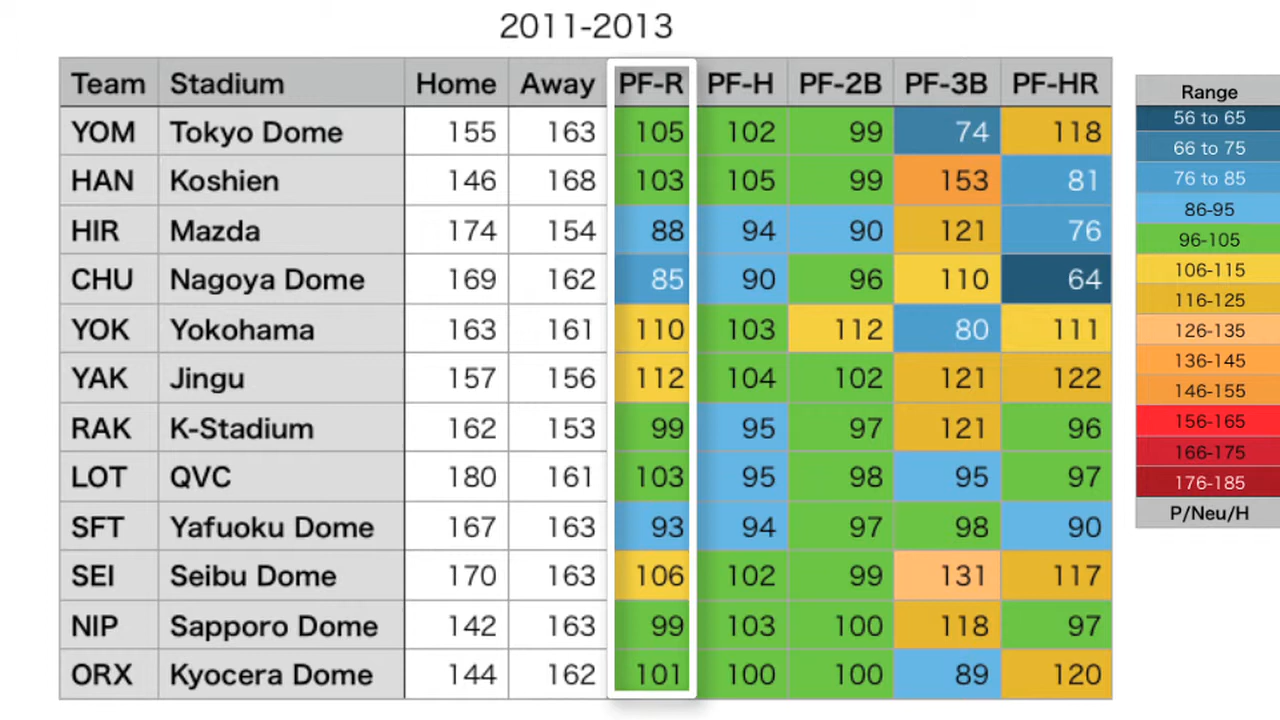 2011-2013
Team Stadium Home Away PF-R PF-H PF-2B PF-3B PF-HR
YOM Tokyo Dome 155 163 105 102 99 74 118
HAN Koshien 146 168 103 105 99 153 81
HIR Mazda 174 154 88 94 90 121 76
CHU Nagoya Dome 169 162 85 90 96 110 64
YOK Yokohama 163 161 110 103 112 80 111
YAK Jingu 157 156 112 104 102 121 122
RAK K-Stadium 162 153 99 95 97 121 96
LOT QVC 180 161 103 95 98 95 97
SFT Yafuoku Dome 167 163 93 94 97 98 90
SEI Seibu Dome 170 163 106 102 99 131 117
NIP Sapporo Dome 142 163 99 103 100 118 97
ORX Kyocera Dome 144 162 101 100 100 89 120
Range
56 to 65
66 to 75
76 to 85
86-95
96-105
106-115
116-125
126-135
136-145
146-155
156-165
166-175
176-185
P/Neu/H